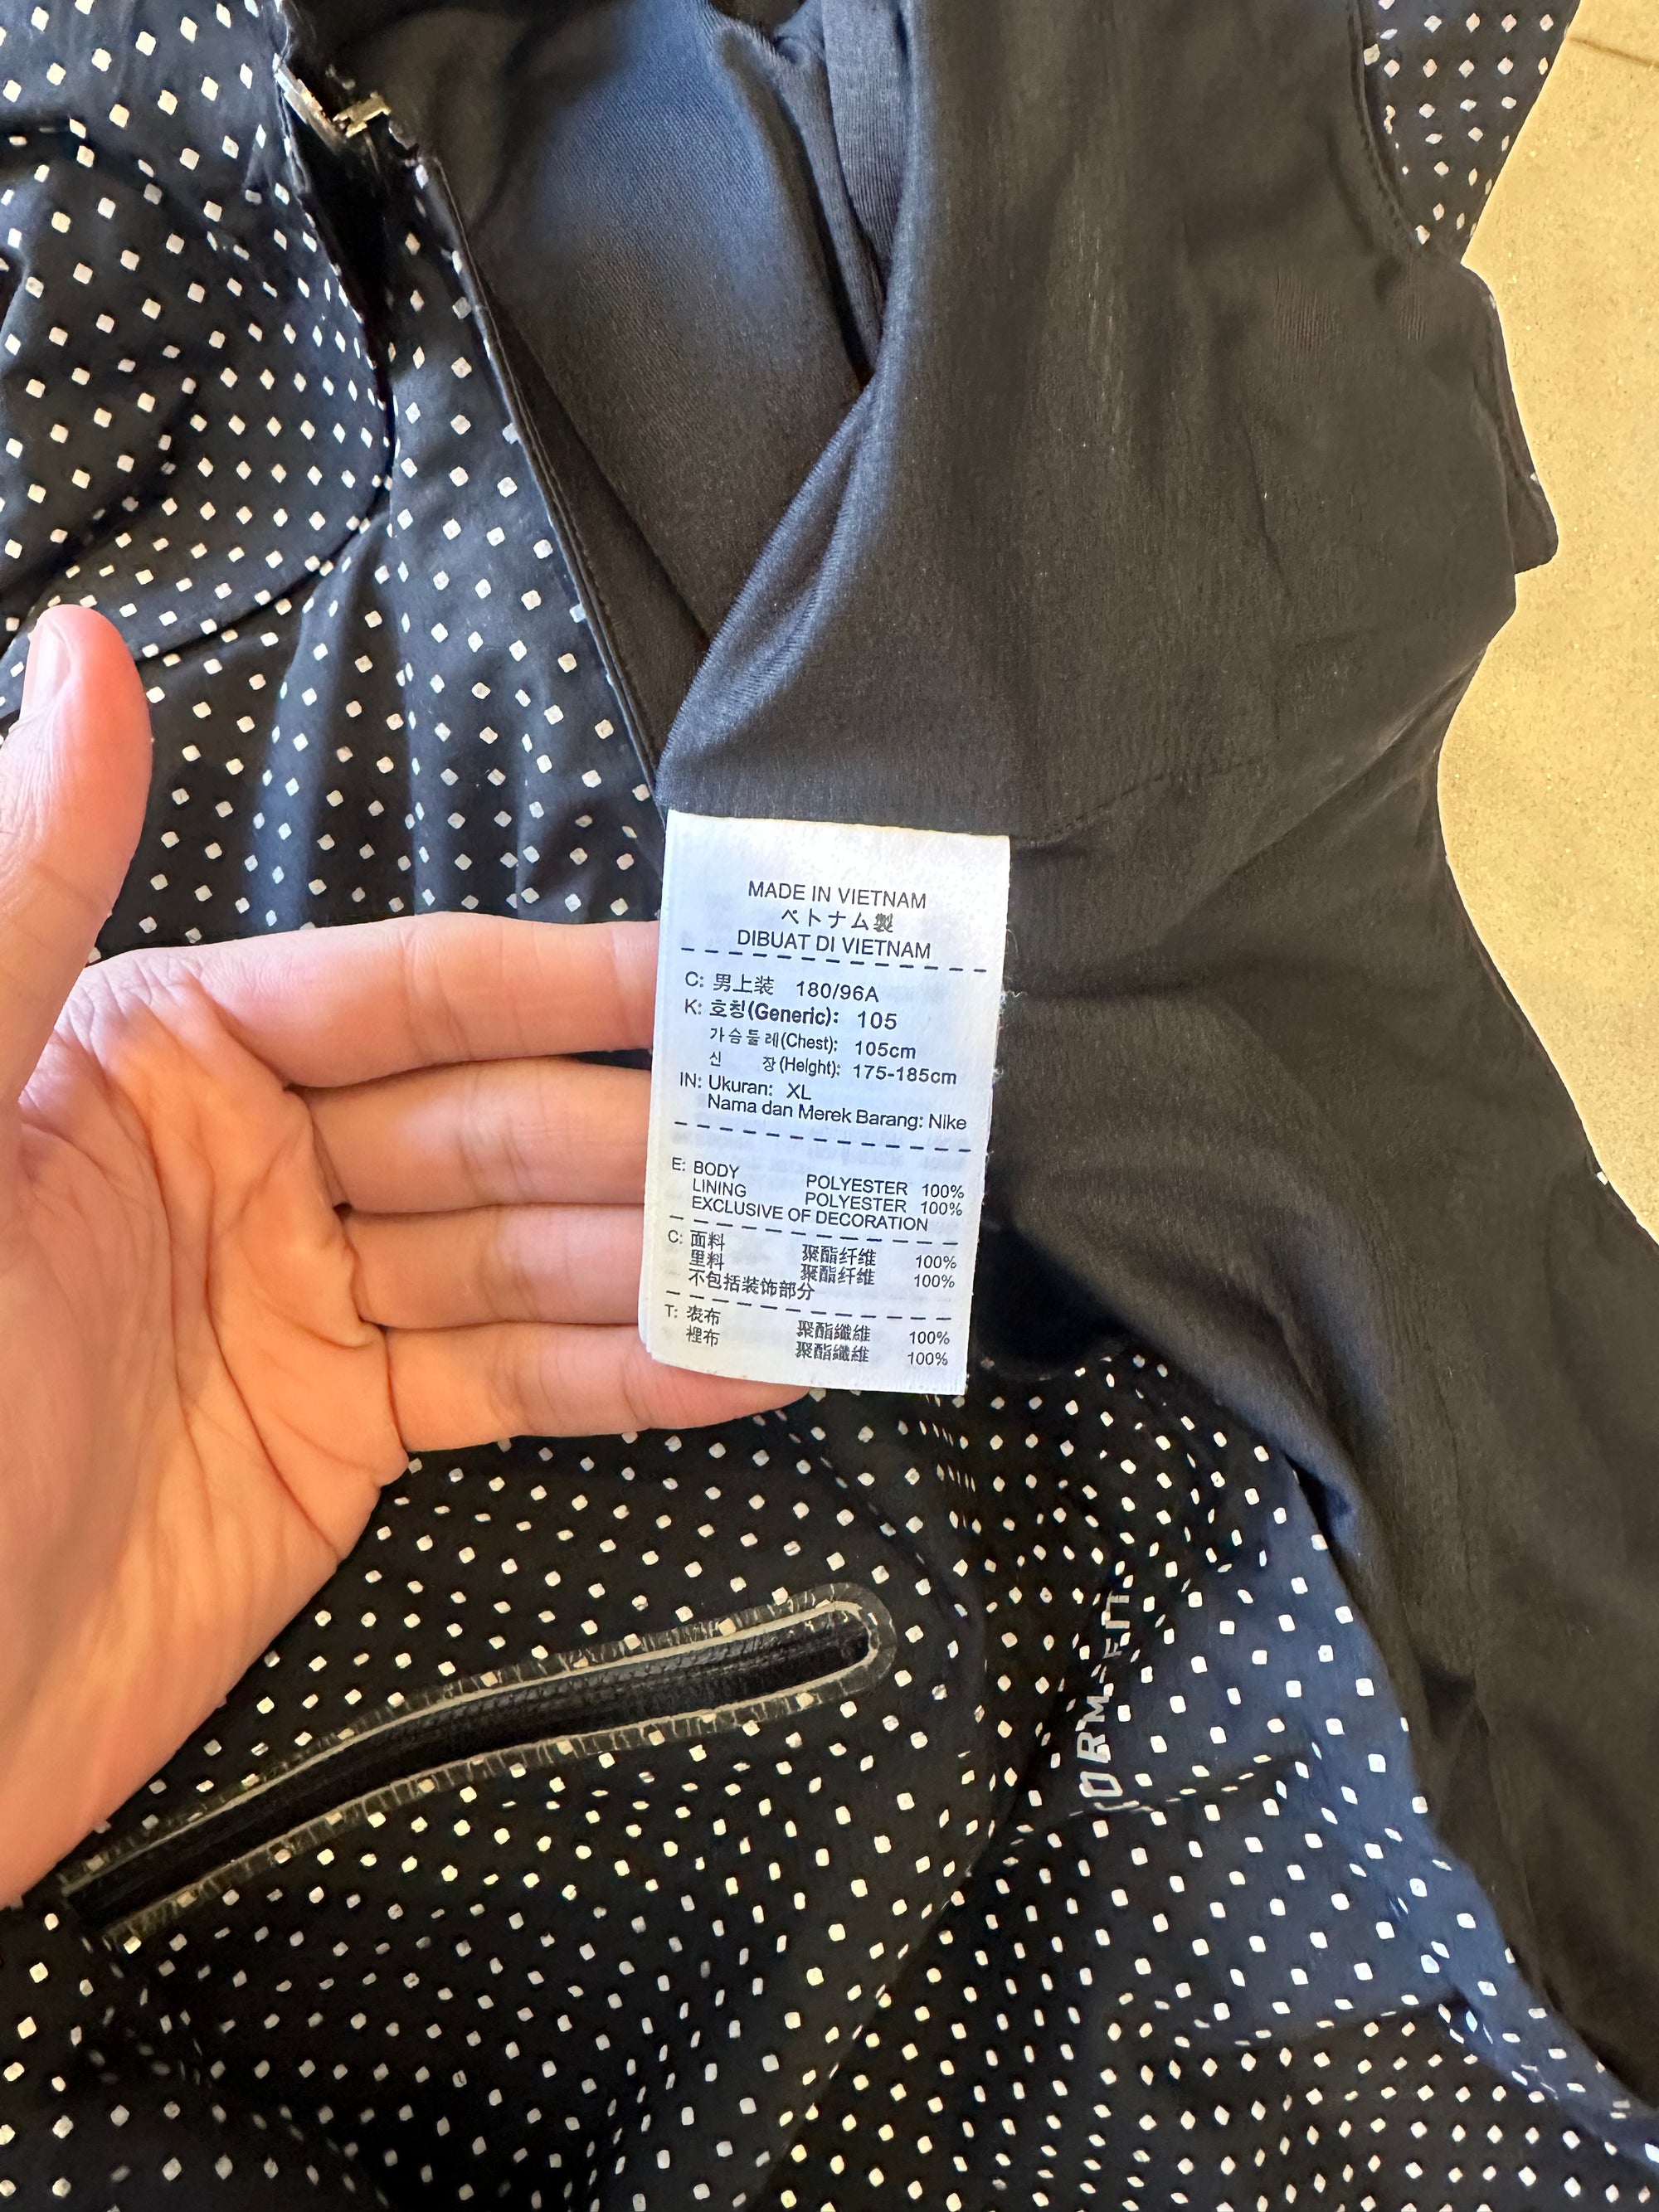 MADE IN VIETNAM
ベトナム製
DIBUAT DI VIETNAM
C: 男上装 180/96A
K: 호칭(Generic): 105
가슴둘레(Chest): 105cm
신 장(Height): 175-185cm
IN: Ukuran: XL
Nama dan Merek Barang: Nike
E: BODY POLYESTER 100%
LINING POLYESTER 100%
EXCLUSIVE OF DECORATION
C: 面料 聚酯纤维 100%
里料 聚酯纤维 100%
不包括装饰部分
T: 表布 聚酯纖維 100%
裡布 聚酯纖維 100%
ORM-FIT